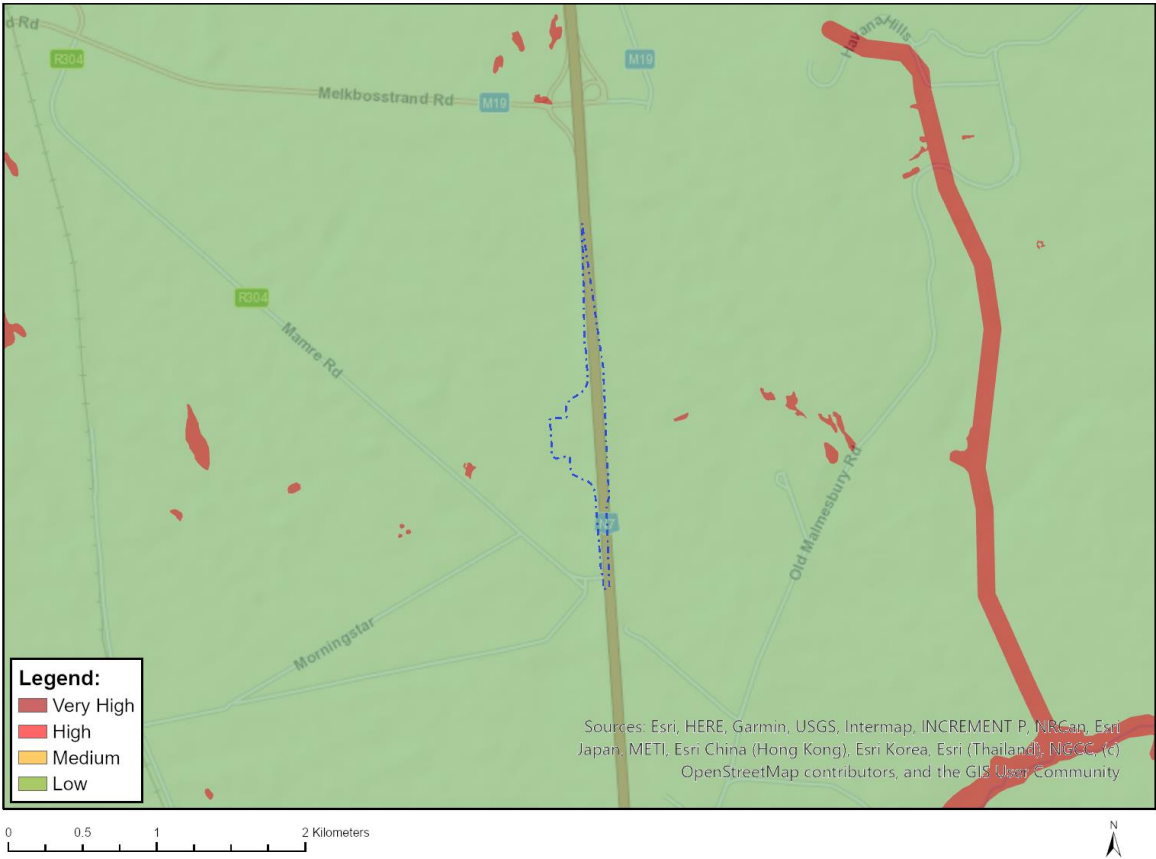 d Rd
R304
M19
Hakana Hills
Melkbosstrand Rd
M19
R304
Mamre Rd
N7
Old Malmesbury Rd
Morningstar
Legend:
Very High
High
Medium
Low
Sources: Esri, HERE, Garmin, USGS, Intermap, INCREMENT P, NRCan, Esri
Japan, METI, Esri China (Hong Kong), Esri Korea, Esri (Thailand), NGCC, (c)
OpenStreetMap contributors, and the GIS User Community
0 0.5 1 2 Kilometers
N